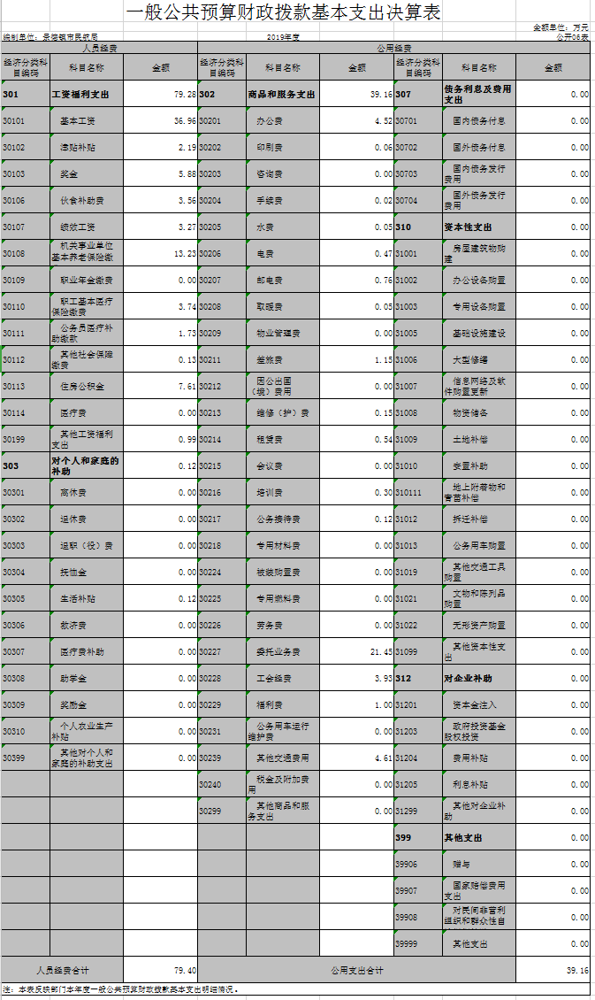 一般公共预算财政拨款基本支出决算表
金额单位：万元
编制单位：景德镇市民航局 2019年度 公开06表
人员经费 公用经费
经济分类科目编码 科目名称 金额 经济分类科目编码 科目名称 金额 经济分类科目编码 科目名称 金额
301 工资福利支出 79.28 302 商品和服务支出 39.16 307 债务利息及费用支出 0.00
30101 基本工资 36.96 30201 办公费 4.52 30701 国内债务付息 0.00
30102 津贴补贴 2.19 30202 印刷费 0.06 30702 国外债务付息 0.00
30103 奖金 5.88 30203 咨询费 0.00 30703 国内债务发行费用 0.00
30106 伙食补助费 3.56 30204 手续费 0.02 30704 国外债务发行费用 0.00
30107 绩效工资 3.27 30205 水费 0.05 310 资本性支出 0.00
30108 机关事业单位基本养老保险缴 13.23 30206 电费 0.47 31001 房屋建筑物购建 0.00
30109 职业年金缴费 0.00 30207 邮电费 0.76 31002 办公设备购置 0.00
30110 职工基本医疗保险缴费 3.74 30208 取暖费 0.05 31003 专用设备购置 0.00
30111 公务员医疗补助缴款 1.73 30209 物业管理费 0.00 31005 基础设施建设 0.00
30112 其他社会保障缴费 0.13 30211 差旅费 1.15 31006 大型修缮 0.00
30113 住房公积金 7.61 30212 因公出国（境）费用 0.00 31007 信息网络及软件购置更新 0.00
30114 医疗费 0.00 30213 维修（护）费 0.15 31008 物资储备 0.00
30199 其他工资福利支出 0.99 30214 租赁费 0.54 31009 土地补偿 0.00
303 对个人和家庭的补助 0.12 30215 会议费 0.00 31010 安置补助 0.00
30301 离休费 0.00 30216 培训费 0.30 310111 地上附着物和青苗补偿 0.00
30302 退休费 0.00 30217 公务接待费 0.12 31012 拆迁补偿 0.00
30303 退职（役）费 0.00 30218 专用材料费 0.00 31013 公务用车购置 0.00
30304 抚恤金 0.00 30224 被装购置费 0.00 31019 其他交通工具购置 0.00
30305 生活补贴 0.12 30225 专用燃料费 0.00 31021 文物和陈列品购置 0.00
30306 救济费 0.00 30226 劳务费 0.00 31022 无形资产购置 0.00
30307 医疗费补助 0.00 30227 委托业务费 21.45 31099 其他资本性支出 0.00
30308 助学金 0.00 30228 工会经费 3.93 312 对企业补助 0.00
30309 奖励金 0.00 30229 福利费 1.00 31201 资本金注入 0.00
30310 个人农业生产补贴 0.00 30231 公务用车运行维护费 0.00 31203 政府投资基金股权投资 0.00
30399 其他对个人和家庭的补助支出 0.00 30239 其他交通费用 4.61 31204 费用补贴 0.00
30240 税金及附加费用 0.00 31205 利息补贴 0.00
30299 其他商品和服务支出 0.00 31299 其他对企业补助 0.00
399 其他支出 0.00
39906 赠与 0.00
39907 国家赔偿费用支出 0.00
39908 对民间非营利组织和群众性自 0.00
39999 其他支出 0.00
人员经费合计 79.40 公用支出合计 39.16
注：本表反映部门本年度一般公共预算财政拨款基本支出明细情况。